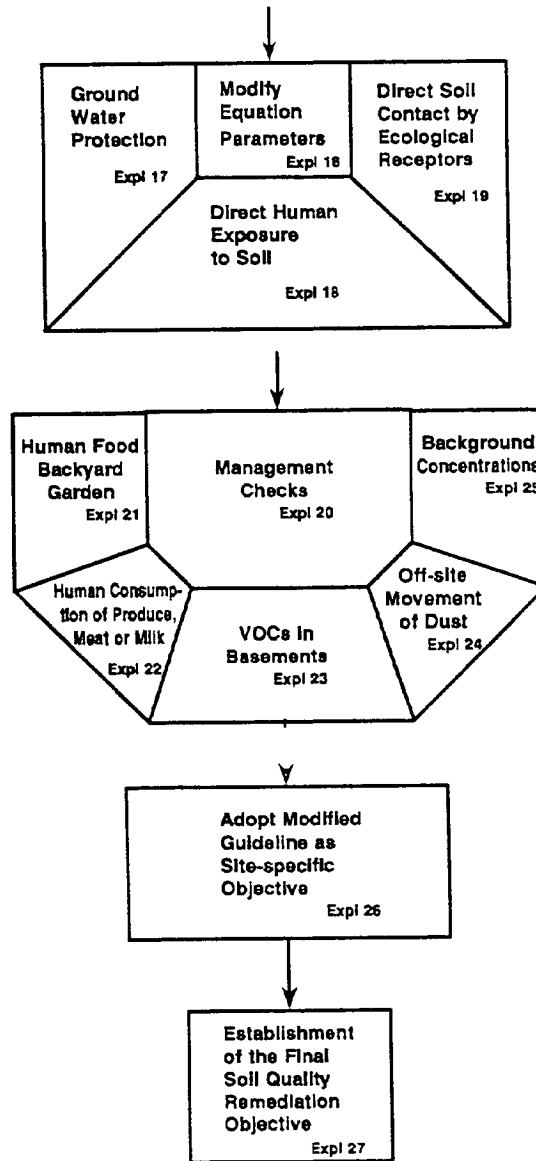 Ground
Water
Protection
Expl 17
Modify
Equation
Parameters
Expl 16
Direct Soil
Contact by
Ecological
Receptors
Expl 19
Direct Human
Exposure
to Soil
Expl 18
Human Food
Backyard
Garden
Expl 21
Management
Checks
Expl 20
Background
Concentrations
Expl 25
Human Consump-
tion of Produce,
Meat or Milk
Expl 22
VOCs in
Basements
Expl 23
Off-site
Movement
of Dust
Expl 24
Adopt Modified
Guideline as
Site-specific
Objective
Expl 26
Establishment
of the Final
Soil Quality
Remediation
Objective
Expl 27